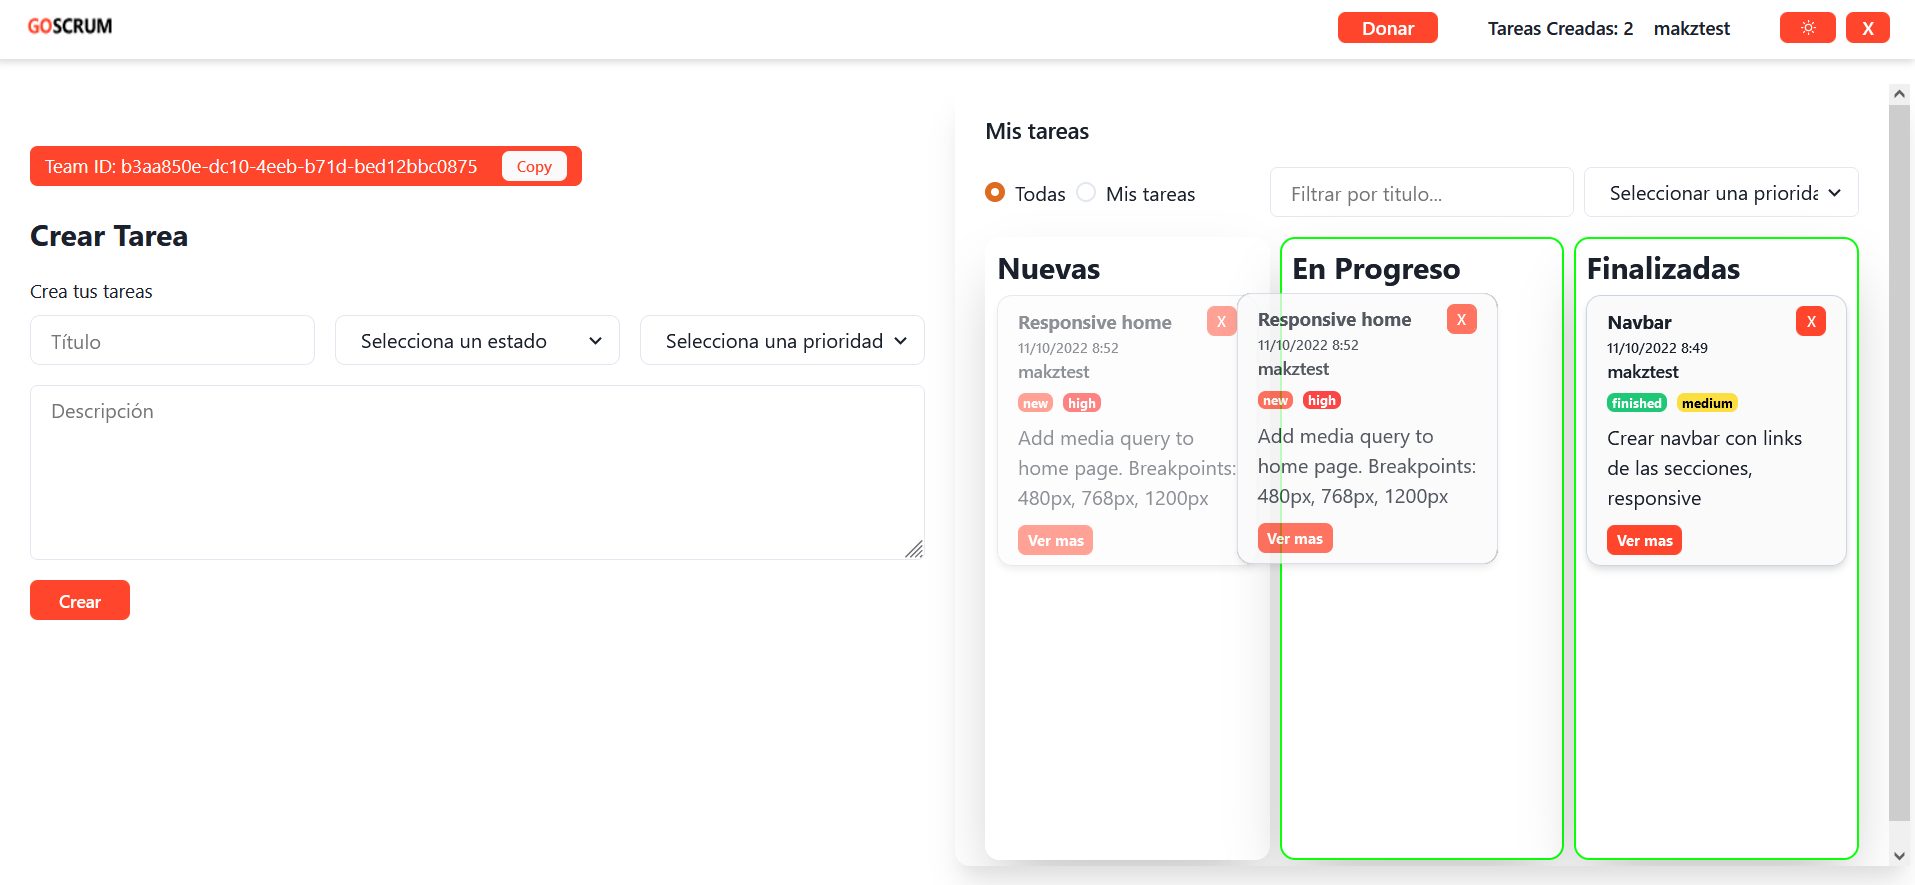 GOSCRUM
Donar
Tareas Creadas: 2
makztest
X
Team ID: b3aa850e-dc10-4eeb-b71d-bed12bbc0875
Copy
Crear Tarea
Crea tus tareas
Título
Selecciona un estado
Selecciona una prioridad
Descripción
Crear
Mis tareas
Todas
Mis tareas
Filtrar por titulo...
Seleccionar una priorida
Nuevas
Responsive home
X
11/10/2022 8:52
makztest
new high
Add media query to
home page. Breakpoints:
480px, 768px, 1200px
Ver mas
En Progreso
Responsive home
X
11/10/2022 8:52
makztest
new high
Add media query to
home page. Breakpoints:
480px, 768px, 1200px
Ver mas
Finalizadas
Navbar
X
11/10/2022 8:49
makztest
finished medium
Crear navbar con links
de las secciones,
responsive
Ver mas